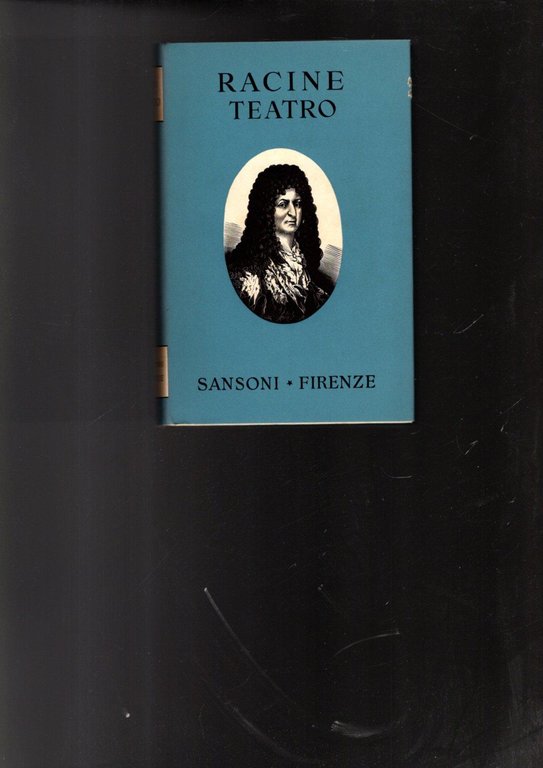 RACINE
TEATRO
SANSONI ★ FIRENZE